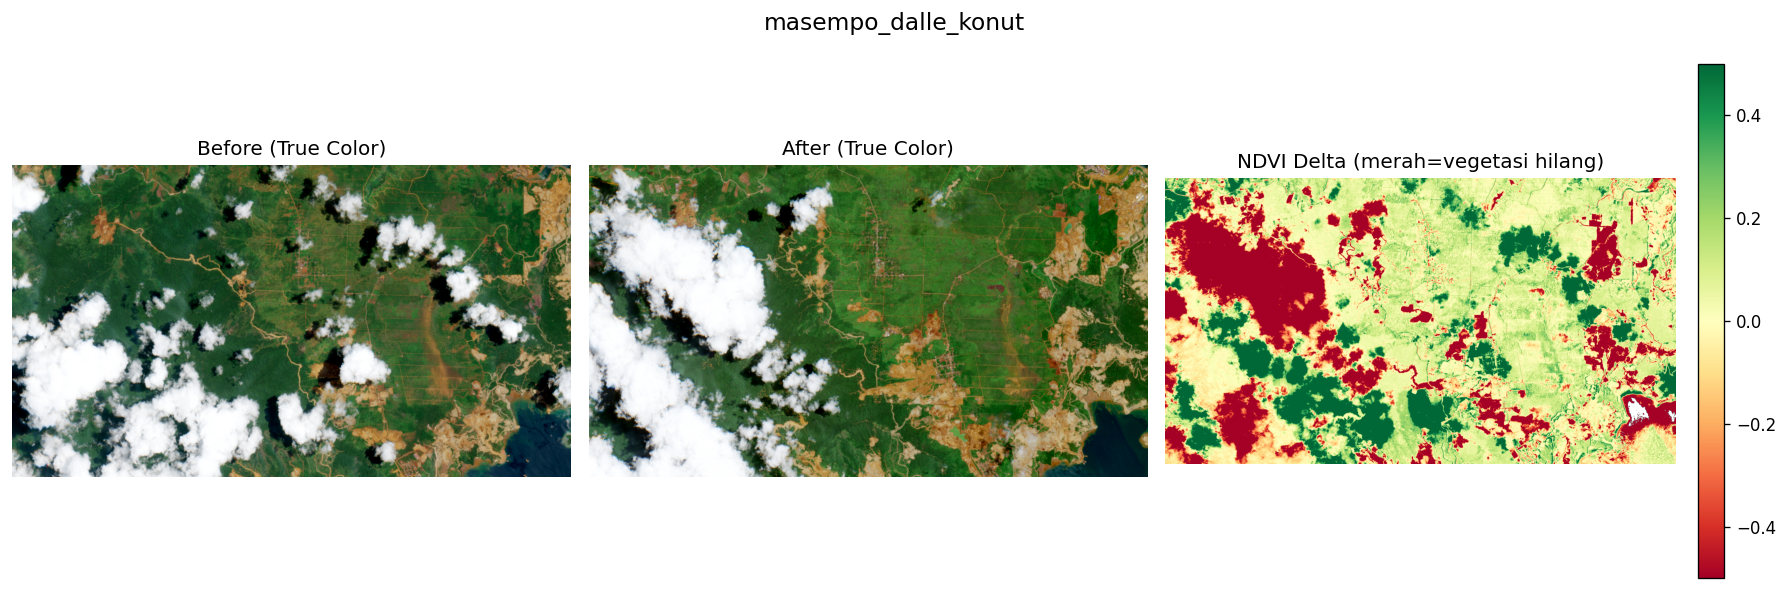 masempo_dalle_konut
Before (True Color)
After (True Color)
NDVI Delta (merah=vegetasi hilang)
0.4
0.2
0.0
−0.2
−0.4